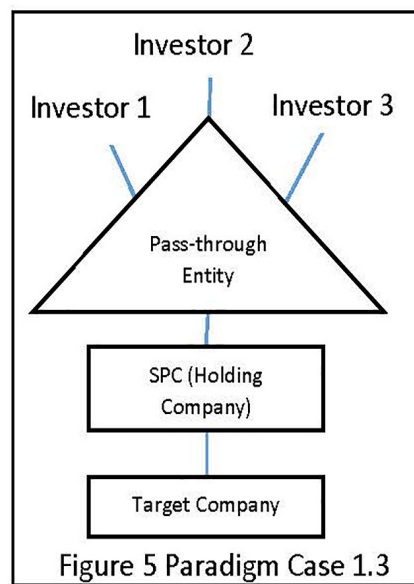 Investor 2
Investor 1
Investor 3
Pass-through
Entity
SPC (Holding
Company)
Target Company
Figure 5 Paradigm Case 1.3